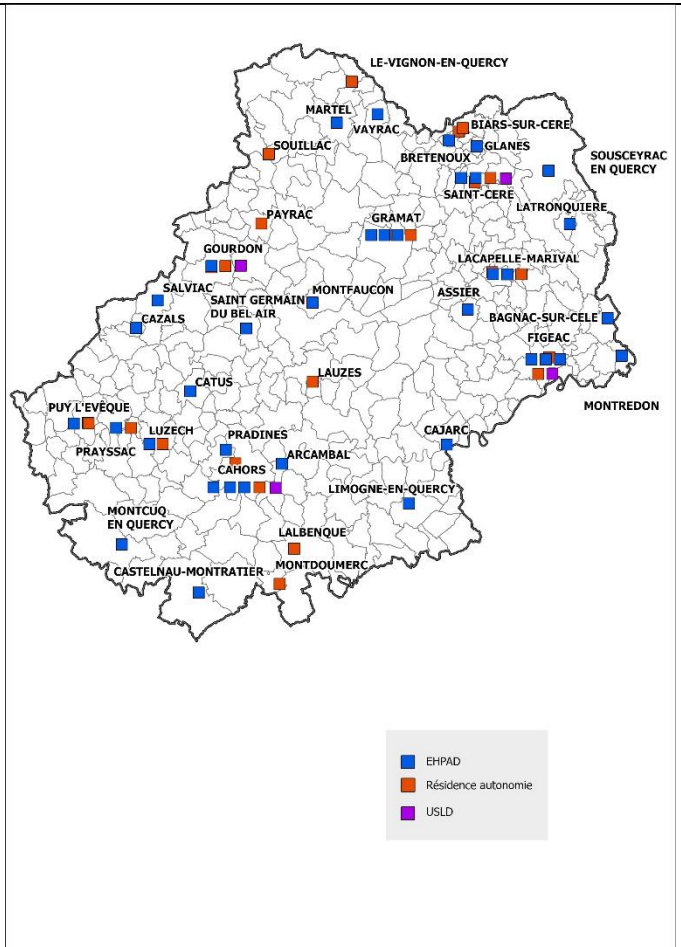 LE-VIGNON-EN-QUERCY
MARTEL
VAYRAC
BIARS-SUR-CERE
GLANES
BRETENOUX
SOUILLAC
SOUSCEYRAC
EN QUERCY
SAINT-CERE
LATRONQUIERE
PAYRAC
GRAMAT
GOURDON
LACAPELLE-MARIVAL
SALVIAC
SAINT GERMAIN
DU BEL AIR
MONTFAUCON
ASSIER
CAZALS
BAGNAC-SUR-CELE
FIGEAC
CATUS
LAUZES
MONTREDON
PUY L'EVÊQUE
LUZECH
PRAYSSAC
PRADINES
CAJARC
ARCAMBAL
CAHORS
LIMOGNE-EN-QUERCY
MONTCUQ
EN QUERCY
LALBENQUE
MONTDOUMERC
CASTELNAU-MONTRATIER
EHPAD
Résidence autonomie
USLD